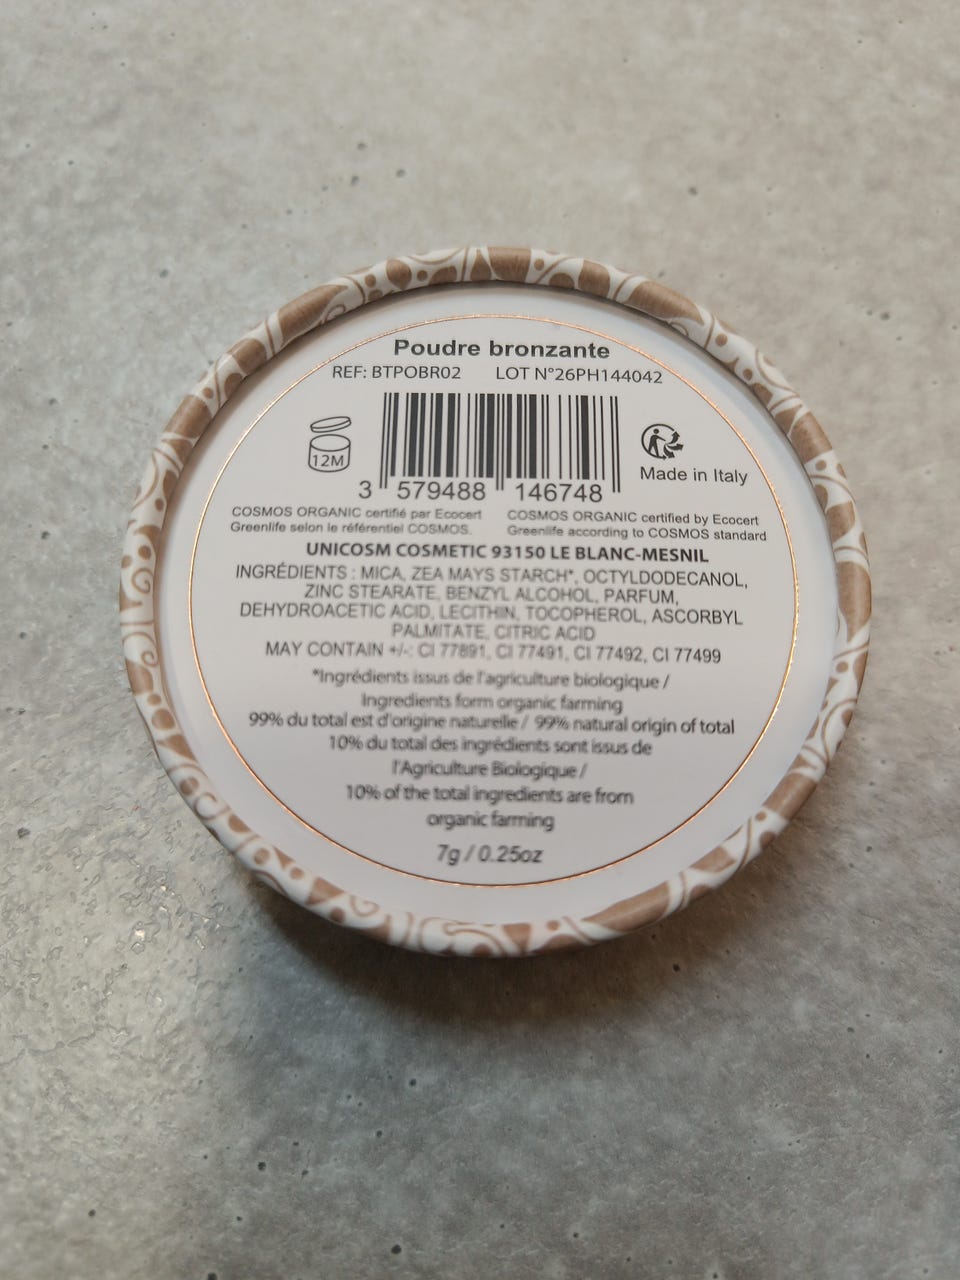 Poudre bronzante
REF: BTPOBR02 LOT N°26PH144042
12M
3 579488 146748
Made in Italy
COSMOS ORGANIC certifié par Ecocert
Greenlife selon le référentiel COSMOS.
COSMOS ORGANIC certified by Ecocert
Greenlife according to COSMOS standard
UNICOSM COSMETIC 93150 LE BLANC-MESNIL
INGRÉDIENTS : MICA, ZEA MAYS STARCH*, OCTYLDODECANOL,
ZINC STEARATE, BENZYL ALCOHOL, PARFUM,
DEHYDROACETIC ACID, LECITHIN, TOCOPHEROL, ASCORBYL
PALMITATE, CITRIC ACID
MAY CONTAIN +/-: CI 77891, CI 77491, CI 77492, CI 77499
*Ingrédients issus de l'agriculture biologique /
Ingredients form organic farming
99% du total est d'origine naturelle / 99% natural origin of total
10% du total des ingrédients sont issus de
l'Agriculture Biologique /
10% of the total ingredients are from
organic farming
7g / 0.25oz